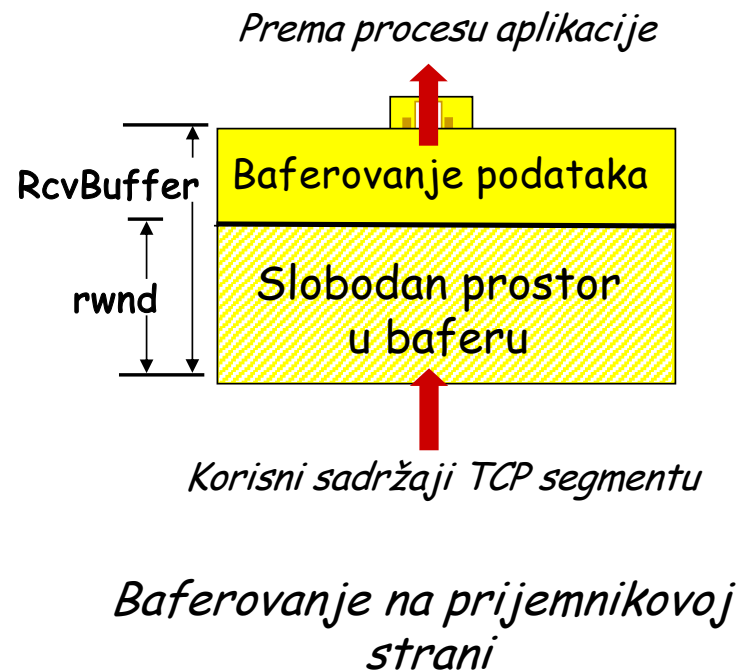 Prema procesu aplikacije
RcvBuffer
Baferovanje podataka
rwnd
Slobodan prostor
u baferu
Korisni sadržaji TCP segmentu
Baferovanje na prijemnikovoj
strani